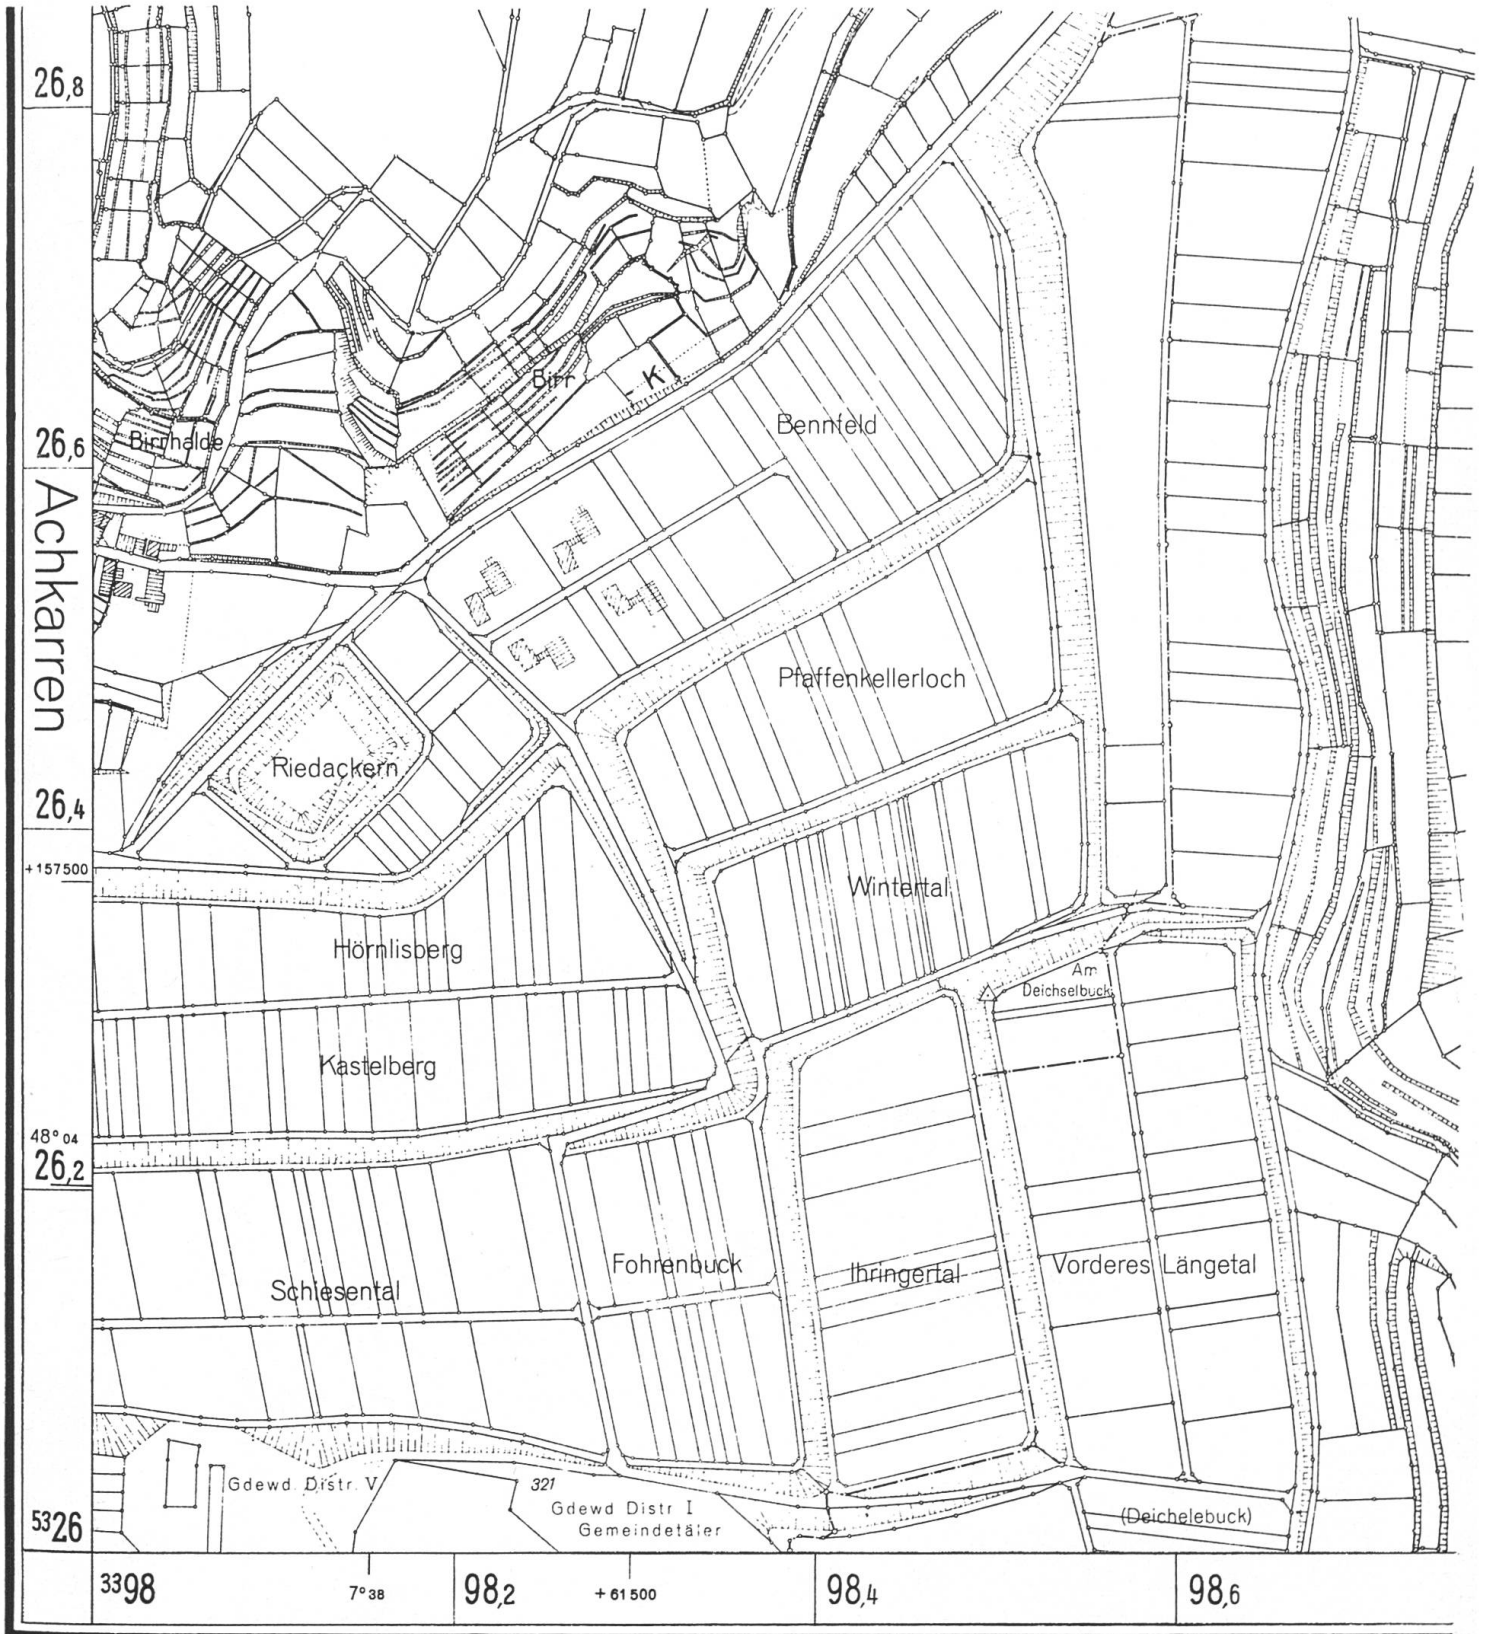 26,8
Birr
K
Bennfeld
26,6
Birrhalde
Achkarren
Pfaffenkellerloch
Riedackern
26,4
+157500
Wintertal
Hörnlisberg
Am
Deichselbuck
Kastelberg
48° 04
26,2
Fohrenbuck
Ihringertal
Vorderes Längetal
Schiesental
Gdewd. Distr. V
321
Gdewd Distr I
Gemeindetäler
(Deichelebuck)
5326
3398
7° 38
98,2
+61500
98,4
98,6